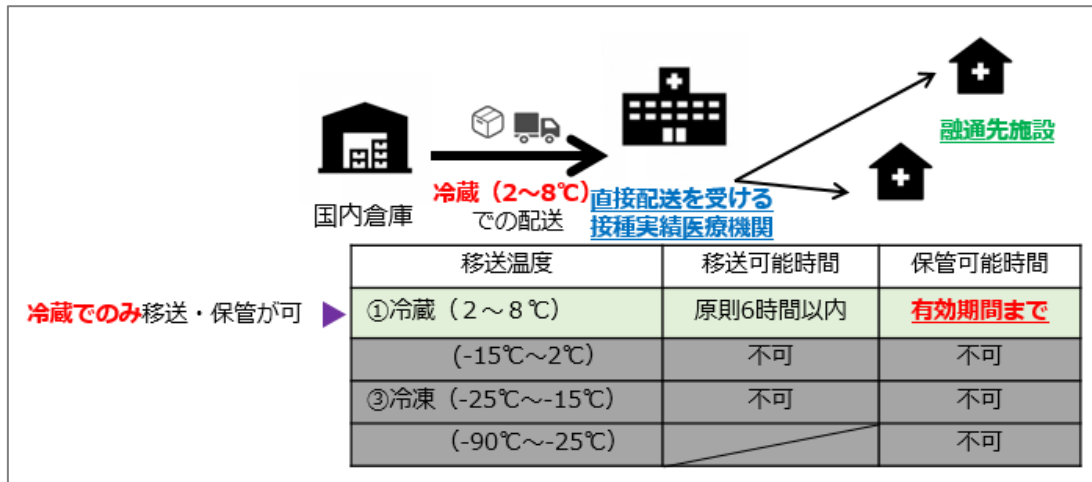 融通先施設
国内倉庫
冷蔵（2～8℃）
での配送
直接配送を受ける
接種実績医療機関
移送温度 移送可能時間 保管可能時間
冷蔵でのみ移送・保管が可
①冷蔵（２～８℃） 原則6時間以内 有効期間まで
(-15℃～2℃) 不可 不可
③冷凍（-25℃～-15℃） 不可 不可
(-90℃～-25℃) 不可